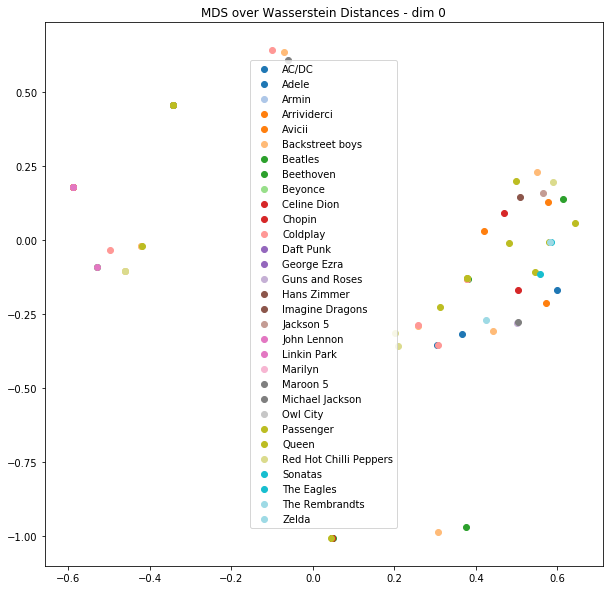 MDS over Wasserstein Distances - dim 0
0.50
0.25
0.00
−0.25
−0.50
−0.75
−1.00
AC/DC
Adele
Armin
Arrividerci
Avicii
Backstreet boys
Beatles
Beethoven
Beyonce
Celine Dion
Chopin
Coldplay
Daft Punk
George Ezra
Guns and Roses
Hans Zimmer
Imagine Dragons
Jackson 5
John Lennon
Linkin Park
Marilyn
Maroon 5
Michael Jackson
Owl City
Passenger
Queen
Red Hot Chilli Peppers
Sonatas
The Eagles
The Rembrandts
Zelda
−0.6 −0.4 −0.2 0.0 0.2 0.4 0.6